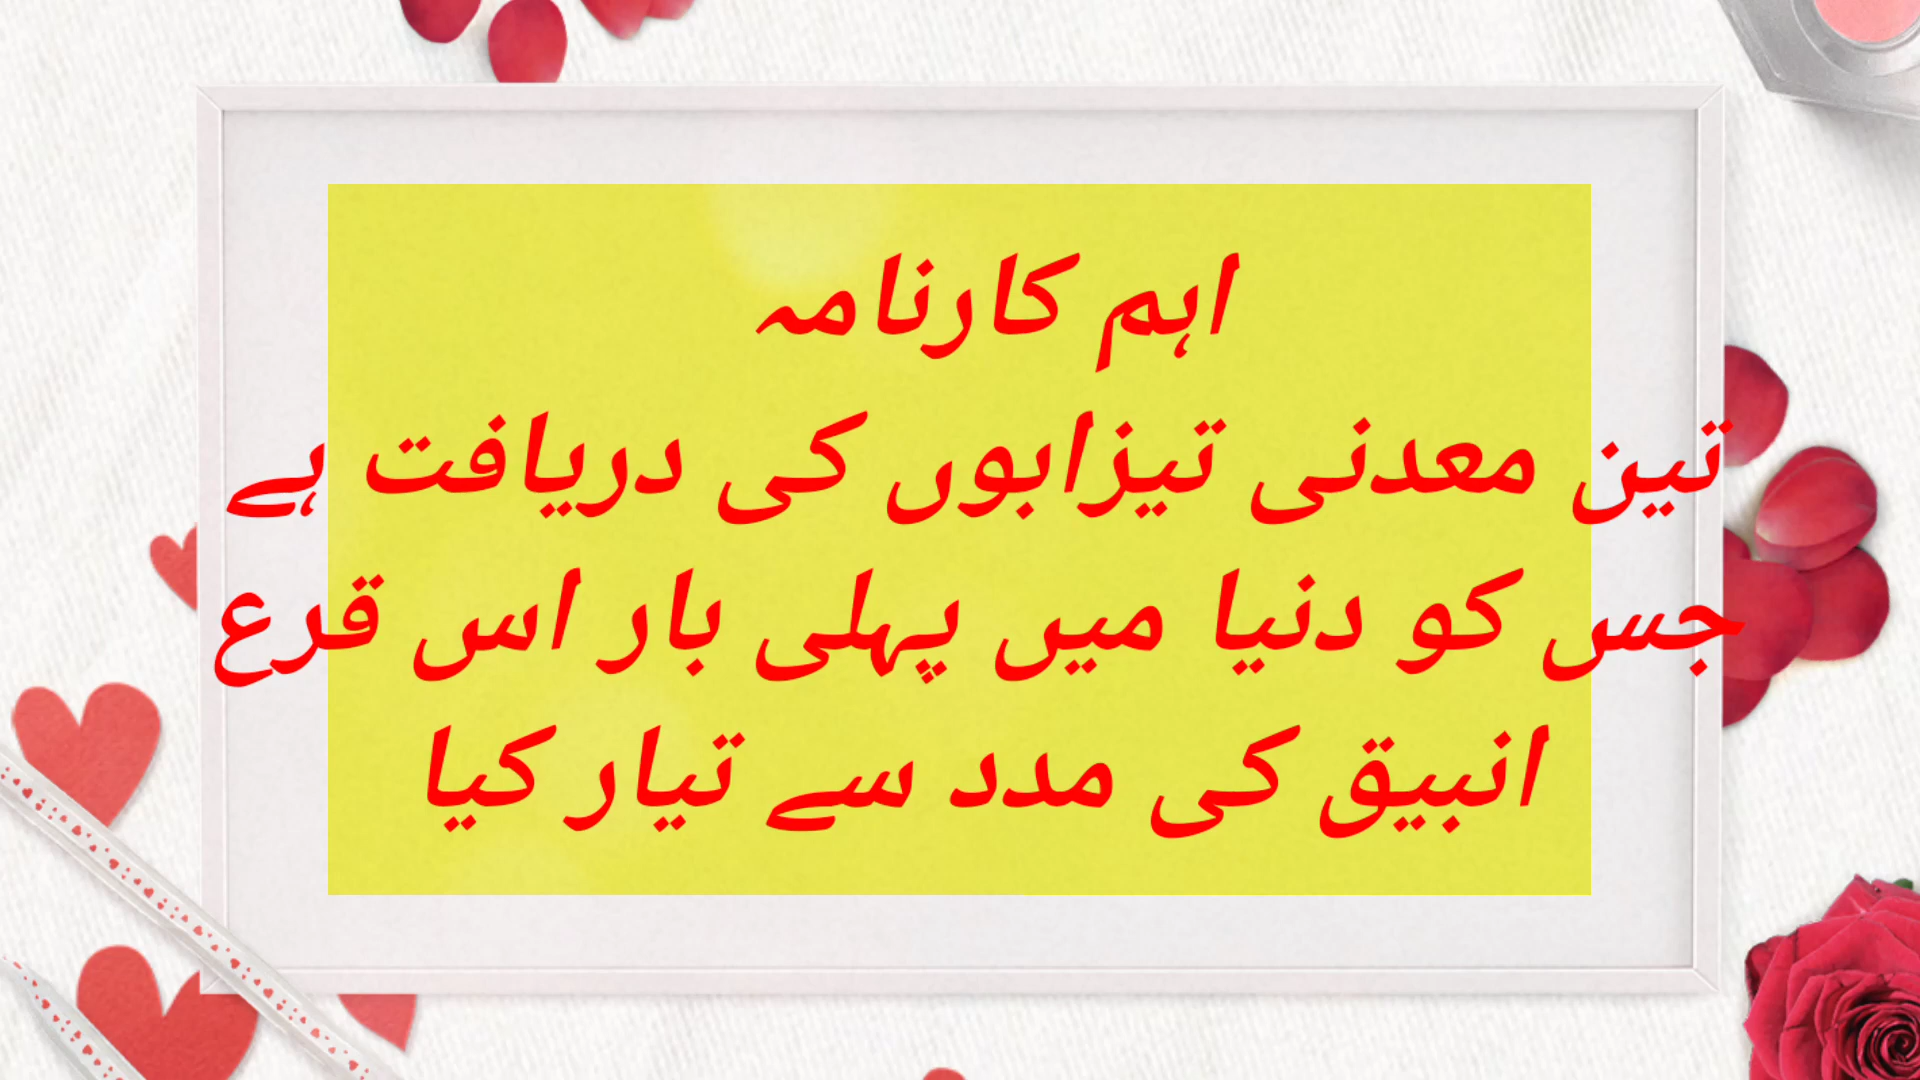 اہم کارنامہ
تین معدنی تیزابوں کی دریافت ہے
جس کو دنیا میں پہلی بار اس قرع
انبیق کی مدد سے تیار کیا